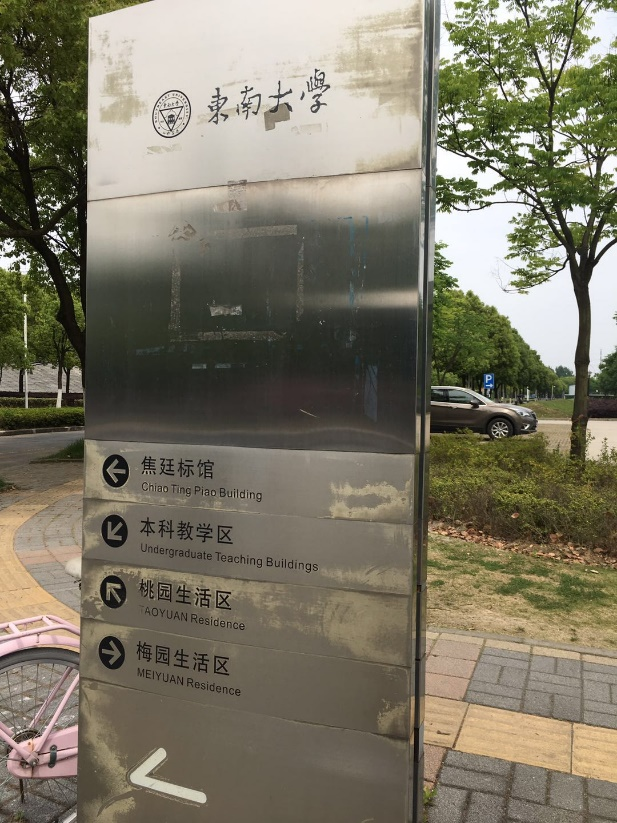 東南大學
焦廷标馆
Chiao Ting Piao Building
本科教学区
Undergraduate Teaching Buildings
桃园生活区
TAOYUAN Residence
梅园生活区
MEIYUAN Residence
P